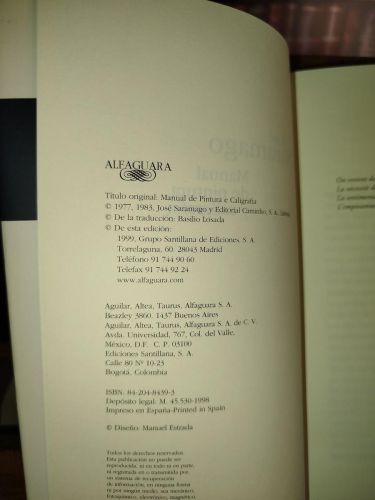 ALFAGUARA
Título original: Manual de Pintura e Caligrafia
© 1977, 1983, José Saramago y Editorial Caminho, S. A., Lisboa
© De la traducción: Basilio Losada
© De esta edición:
1999, Grupo Santillana de Ediciones, S. A.
Torrelaguna, 60. 28043 Madrid
Teléfono 91 744 90 60
Telefax 91 744 92 24
www.alfaguara.com
Aguilar, Altea, Taurus, Alfaguara S. A.
Beazley 3860. 1437 Buenos Aires
Aguilar, Altea, Taurus, Alfaguara S. A. de C. V.
Avda. Universidad, 767, Col. del Valle,
México, D.F. C. P. 03100
Ediciones Santillana, S. A.
Calle 80 Nº 10-23
Bogotá, Colombia
ISBN: 84-204-8439-3
Depósito legal: M. 45.530-1998
Impreso en España-Printed in Spain
© Diseño: Manuel Estrada
Todos los derechos reservados.
Esta publicación no puede ser
reproducida, ni en todo ni en parte,
ni registrada en o transmitida por,
un sistema de recuperación
de información, en ninguna forma
ni por ningún medio, sea mecánico,
fotoquímico, electrónico, magnético,